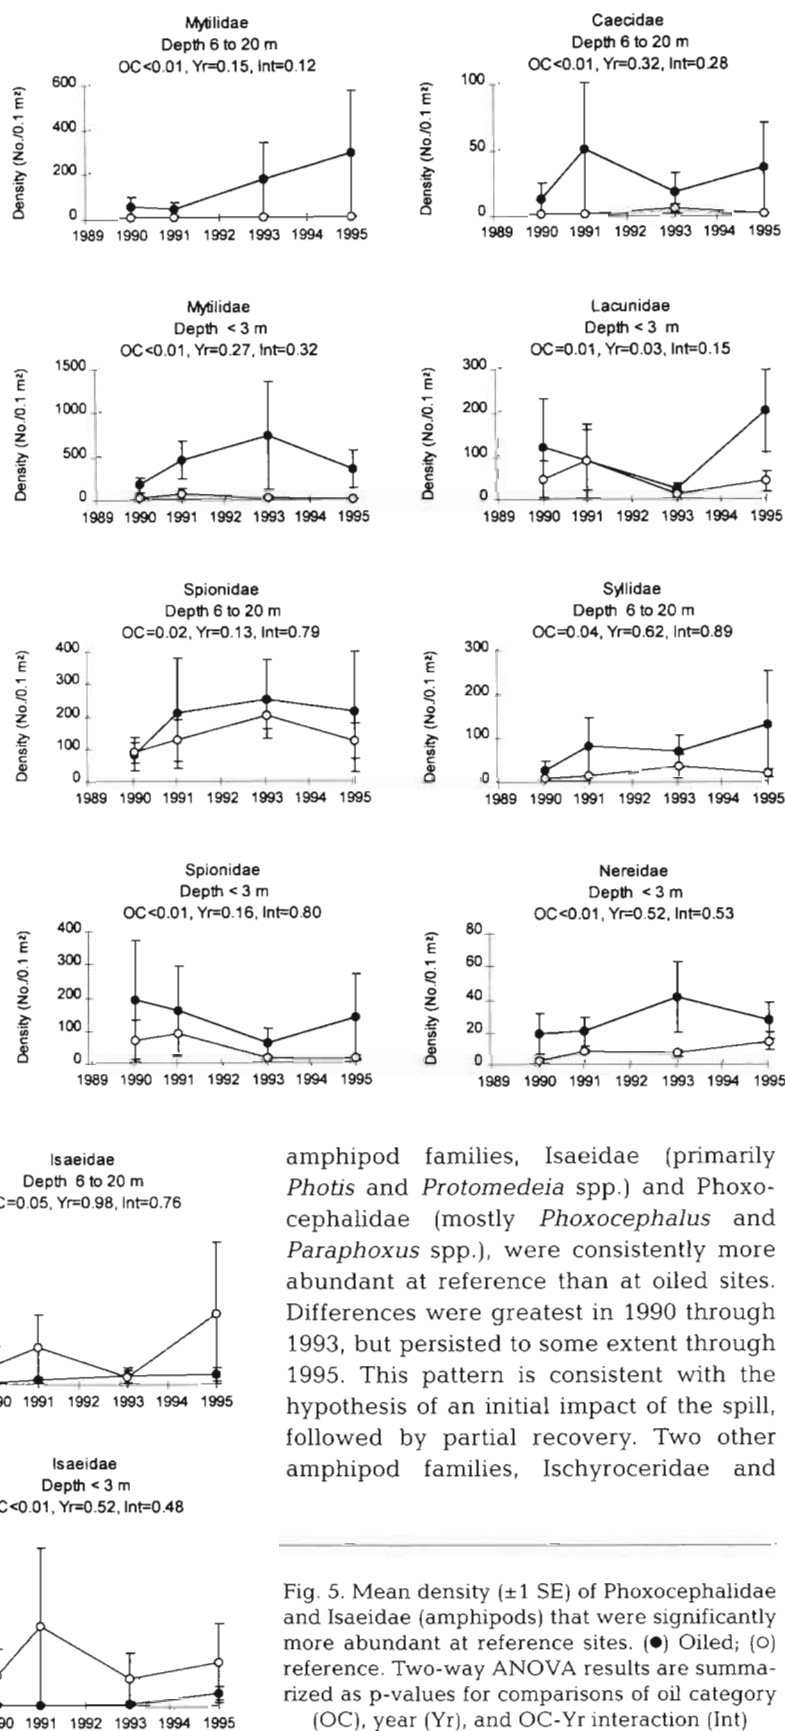 Mytilidae
Depth 6 to 20 m
OC<0.01, Yr=0.15, Int=0.12
Density (No./0.1 m²)
600
400
200
0
1989 1990 1991 1992 1993 1994 1995
Caecidae
Depth 6 to 20 m
OC<0.01, Yr=0.32, Int=0.28
Density (No./0.1 m²)
100
50
0
1989 1990 1991 1992 1993 1994 1995
Mytilidae
Depth < 3 m
OC<0.01, Yr=0.27, Int=0.32
Density (No./0.1 m²)
1500
1000
500
0
1989 1990 1991 1992 1993 1994 1995
Lacunidae
Depth < 3 m
OC=0.01, Yr=0.03, Int=0.15
Density (No./0.1 m²)
300
200
100
0
1989 1990 1991 1992 1993 1994 1995
Spionidae
Depth 6 to 20 m
OC=0.02, Yr=0.13, Int=0.79
Density (No./0.1 m²)
400
300
200
100
0
1989 1990 1991 1992 1993 1994 1995
Syllidae
Depth 6 to 20 m
OC=0.04, Yr=0.62, Int=0.89
Density (No./0.1 m²)
300
200
100
0
1989 1990 1991 1992 1993 1994 1995
Spionidae
Depth < 3 m
OC<0.01, Yr=0.16, Int=0.80
Density (No./0.1 m²)
400
300
200
100
0
1989 1990 1991 1992 1993 1994 1995
Nereidae
Depth < 3 m
OC<0.01, Yr=0.52, Int=0.53
Density (No./0.1 m²)
80
60
40
20
0
1989 1990 1991 1992 1993 1994 1995
Isaeidae
Depth 6 to 20 m
C=0.05, Yr=0.98, Int=0.76
90 1991 1992 1993 1994 1995
Isaeidae
Depth < 3 m
C<0.01, Yr=0.52, Int=0.48
90 1991 1992 1993 1994 1995
amphipod families, Isaeidae (primarily
Photis and Protomedeia spp.) and Phoxo-
cephalidae (mostly Phoxocephalus and
Paraphoxus spp.), were consistently more
abundant at reference than at oiled sites.
Differences were greatest in 1990 through
1993, but persisted to some extent through
1995. This pattern is consistent with the
hypothesis of an initial impact of the spill,
followed by partial recovery. Two other
amphipod families, Ischyroceridae and
Fig. 5. Mean density (±1 SE) of Phoxocephalidae
and Isaeidae (amphipods) that were significantly
more abundant at reference sites. (●) Oiled; (○)
reference. Two-way ANOVA results are summa-
rized as p-values for comparisons of oil category
(OC), year (Yr), and OC-Yr interaction (Int)